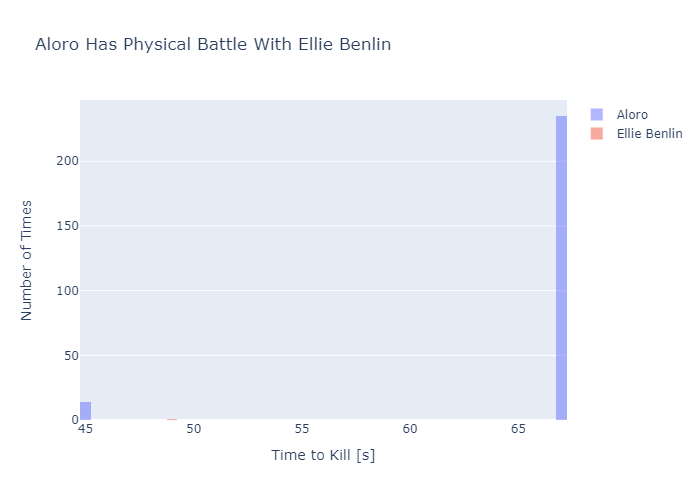 Aloro Has Physical Battle With Ellie Benlin
Aloro
Ellie Benlin
200
150
100
50
0
Number of Times
45
50
55
60
65
Time to Kill [s]